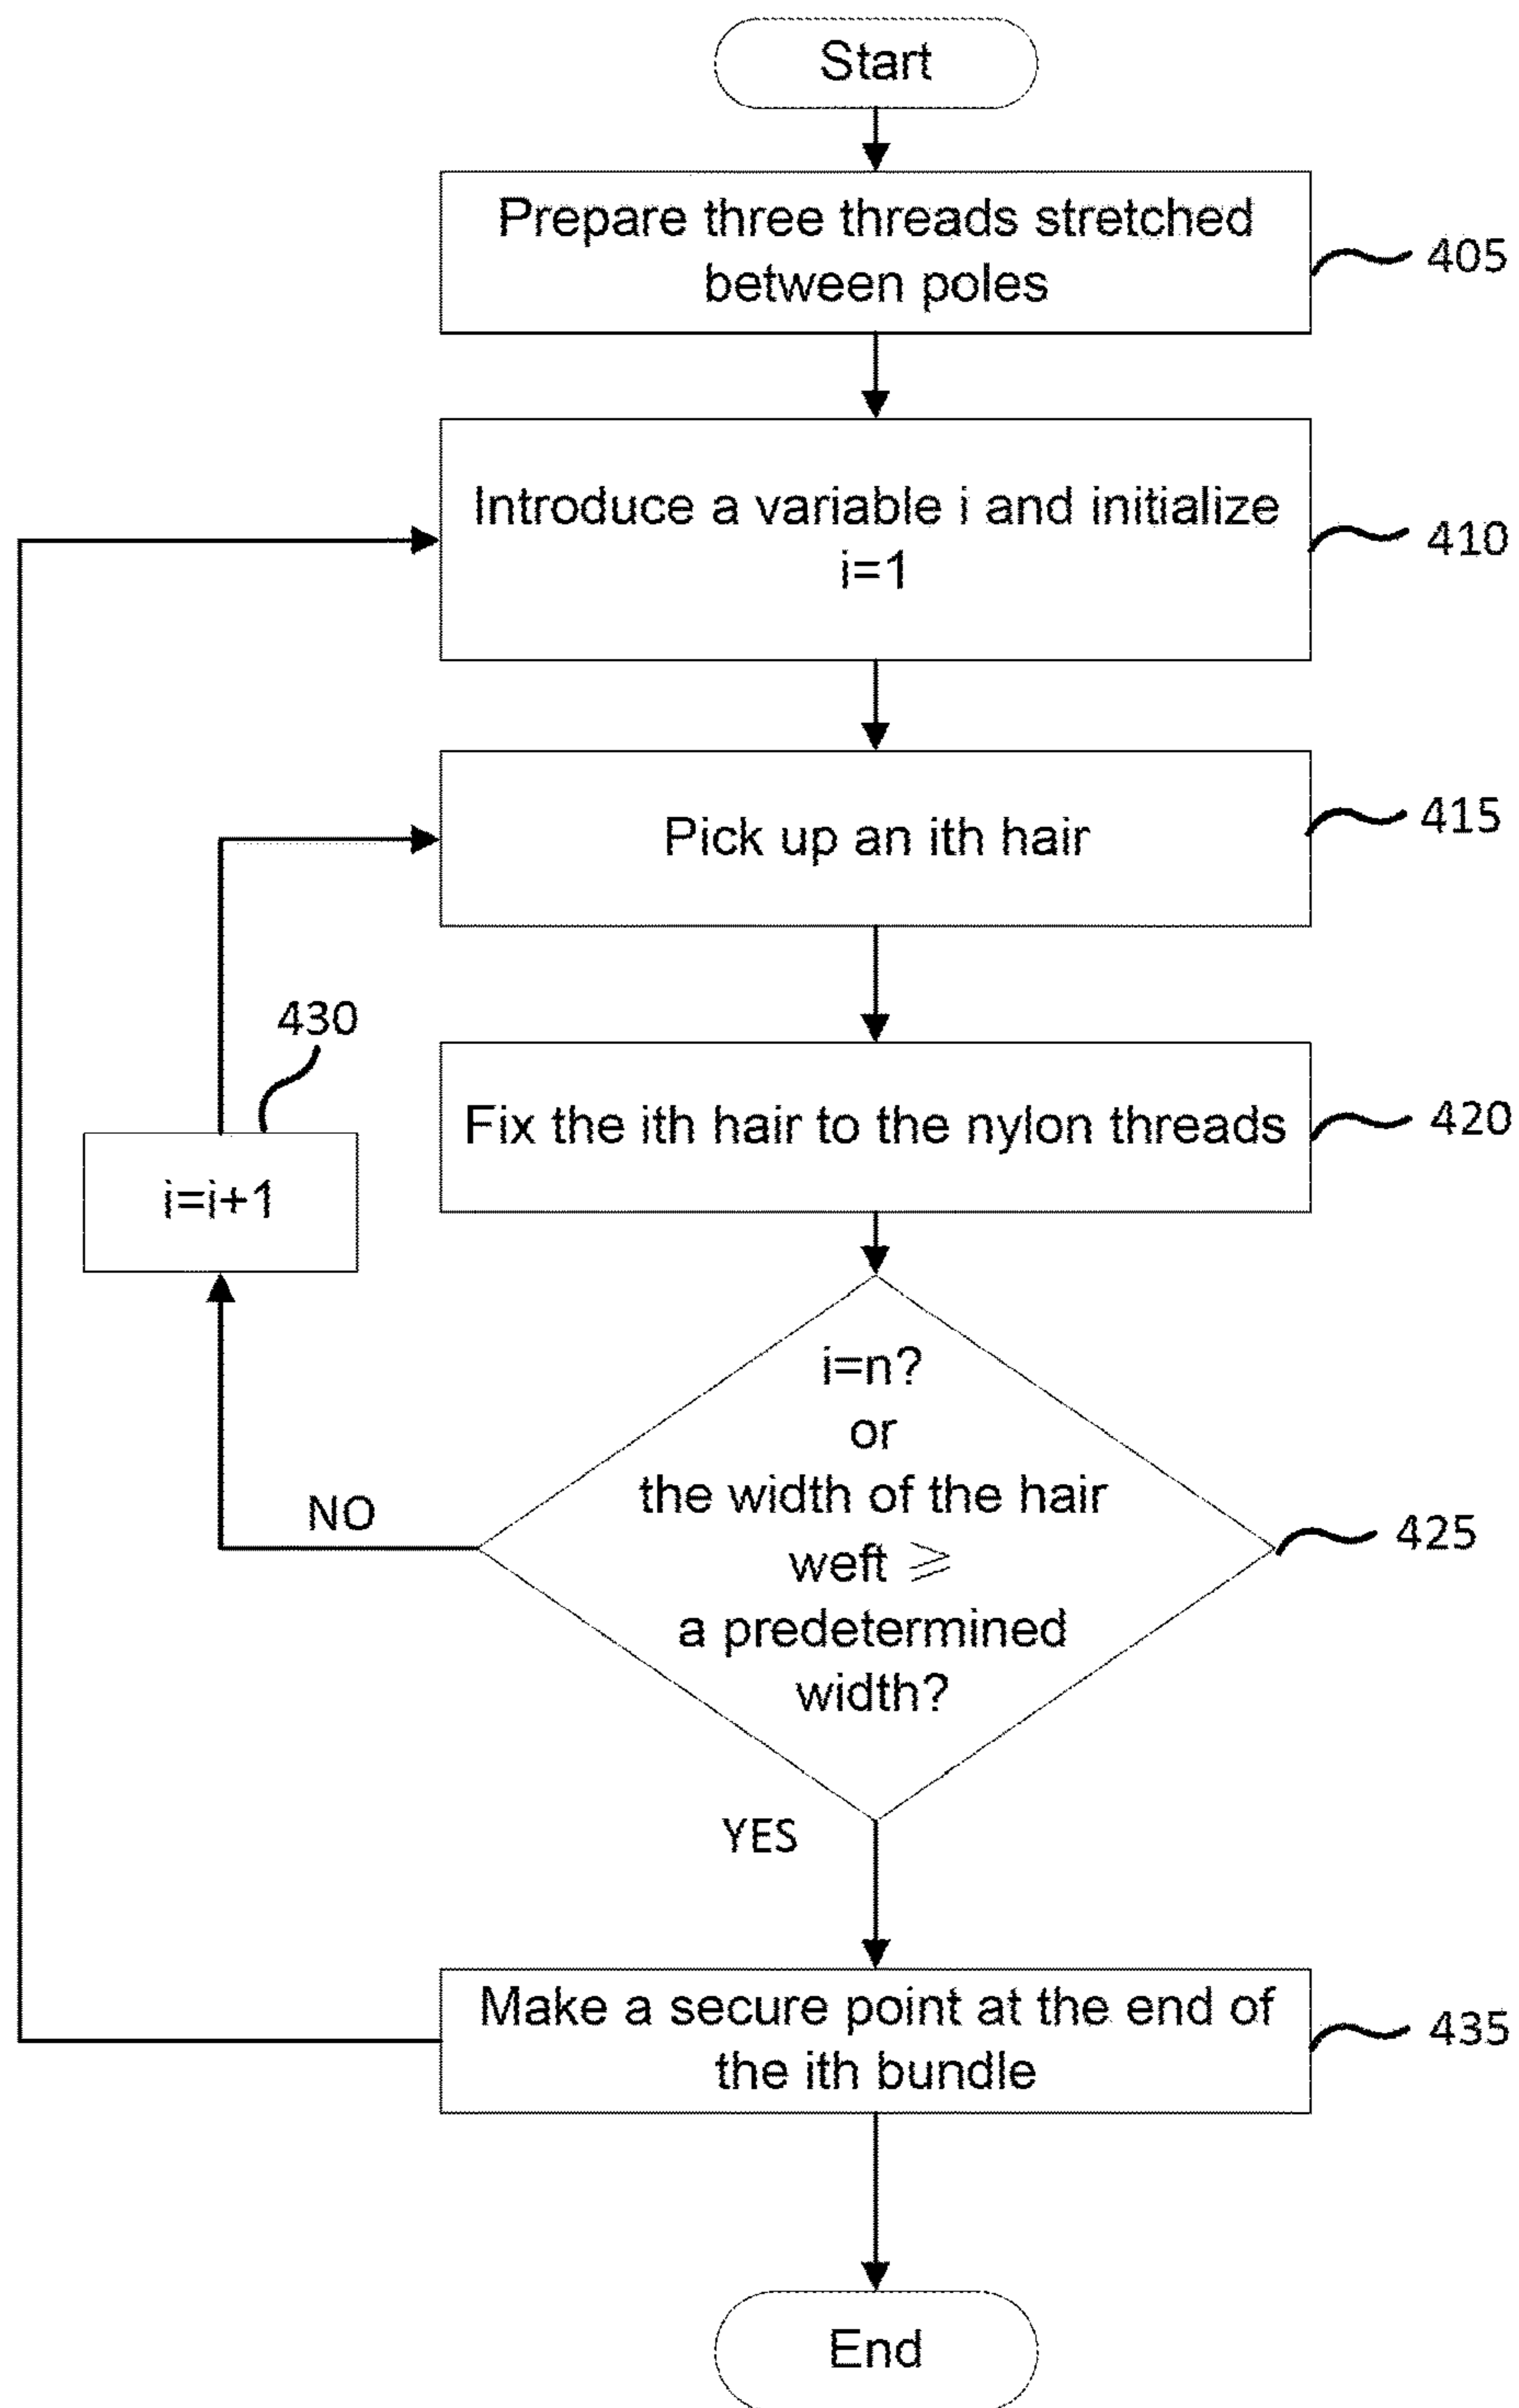 Start
Prepare three threads stretched
between poles
405
Introduce a variable i and initialize
i=1
410
Pick up an ith hair
415
430
Fix the ith hair to the nylon threads
420
i=i+1
i=n?
or
the width of the hair
weft ⩾
a predetermined
width?
NO
425
YES
Make a secure point at the end of
the ith bundle
435
End